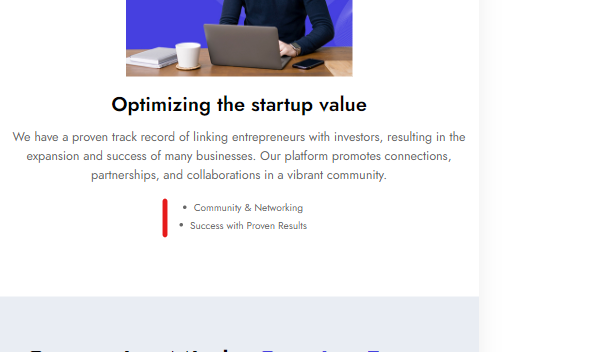 Optimizing the startup value
We have a proven track record of linking entrepreneurs with investors, resulting in the
expansion and success of many businesses. Our platform promotes connections,
partnerships, and collaborations in a vibrant community.
• Community & Networking
• Success with Proven Results